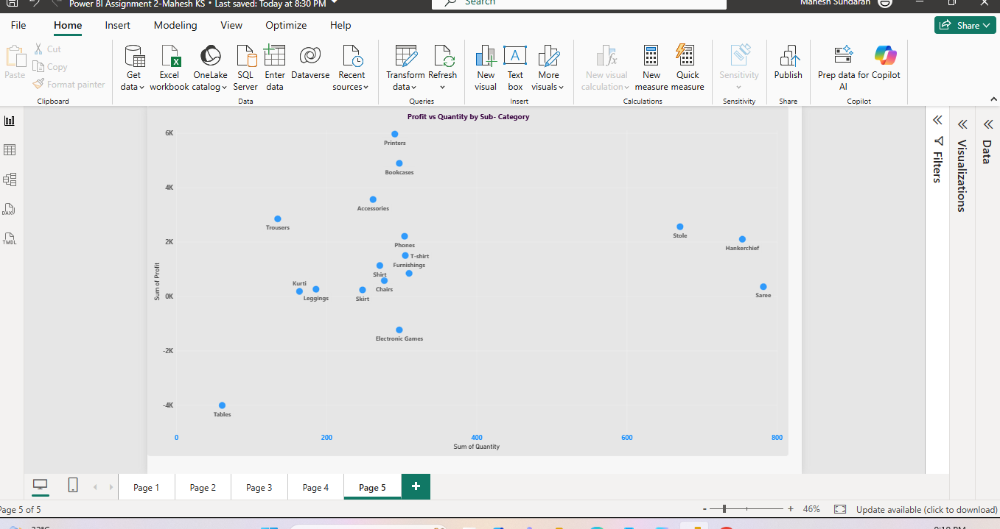 Power BI Assignment 2-Mahesh KS • Last saved: Today at 8:30 PM
Search
Mahesh Sundaran
File Home Insert Modeling View Optimize Help
Share
Paste
Cut
Copy
Format painter
Clipboard
Get data
Excel workbook
OneLake catalog
SQL Server
Enter data
Dataverse
Recent sources
Data
Transform data
Refresh
Queries
New visual
Text box
More visuals
Insert
New visual calculation
New measure
Quick measure
Calculations
Sensitivity
Sensitivity
Publish
Share
Prep data for AI
Copilot
Copilot
DAX
TMDL
Profit vs Quantity by Sub- Category
6K
4K
2K
0K
-2K
-4K
Sum of Profit
Printers
Bookcases
Accessories
Trousers
Phones
T-shirt
Furnishings
Shirt
Chairs
Kurti
Leggings
Skirt
Electronic Games
Tables
Stole
Hankerchief
Saree
0 200 400 600 800
Sum of Quantity
Filters
Visualizations
Data
Page 1 Page 2 Page 3 Page 4 Page 5 +
Page 5 of 5
- + 46%
Update available (click to download)